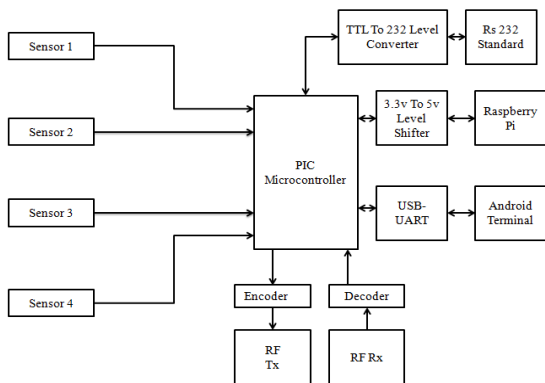 Sensor 1
Sensor 2
Sensor 3
Sensor 4
PIC
Microcontroller
TTL To 232 Level
Converter
Rs 232
Standard
3.3v To 5v
Level
Shifter
Raspberry
Pi
USB-
UART
Android
Terminal
Encoder
Decoder
RF
Tx
RF Rx